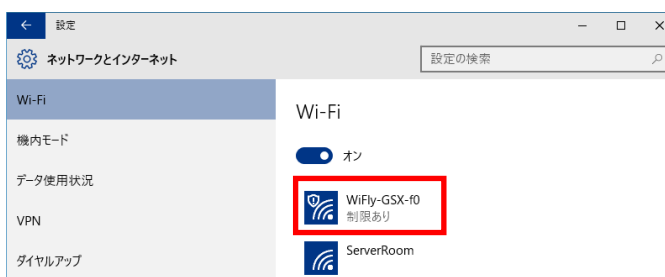 設定
ネットワークとインターネット
設定の検索
Wi-Fi
機内モード
データ使用状況
VPN
ダイヤルアップ
Wi-Fi
オン
WiFly-GSX-f0
制限あり
ServerRoom